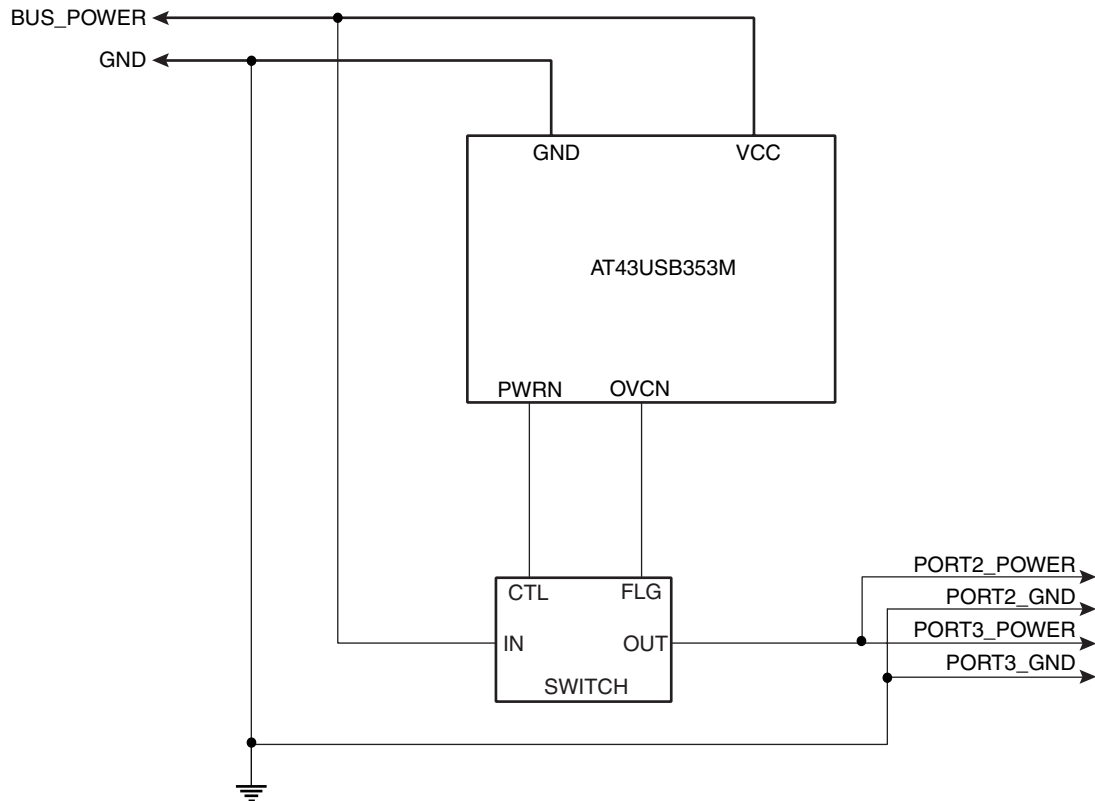 BUS_POWER
GND
GND
VCC
AT43USB353M
PWRN
OVCN
CTL
FLG
IN
OUT
SWITCH
PORT2_POWER
PORT2_GND
PORT3_POWER
PORT3_GND